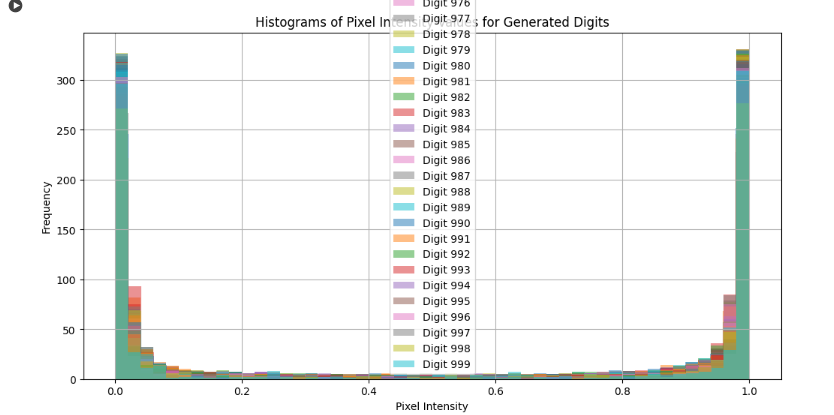 Digit 976
Histograms of Pixel Intensity Values for Generated Digits
Digit 977
Digit 978
Digit 979
Digit 980
Digit 981
Digit 982
Digit 983
Digit 984
Digit 985
Digit 986
Digit 987
Digit 988
Digit 989
Digit 990
Digit 991
Digit 992
Digit 993
Digit 994
Digit 995
Digit 996
Digit 997
Digit 998
Digit 999
Frequency
300
250
200
150
100
50
0
0.0 0.2 0.4 0.6 0.8 1.0
Pixel Intensity